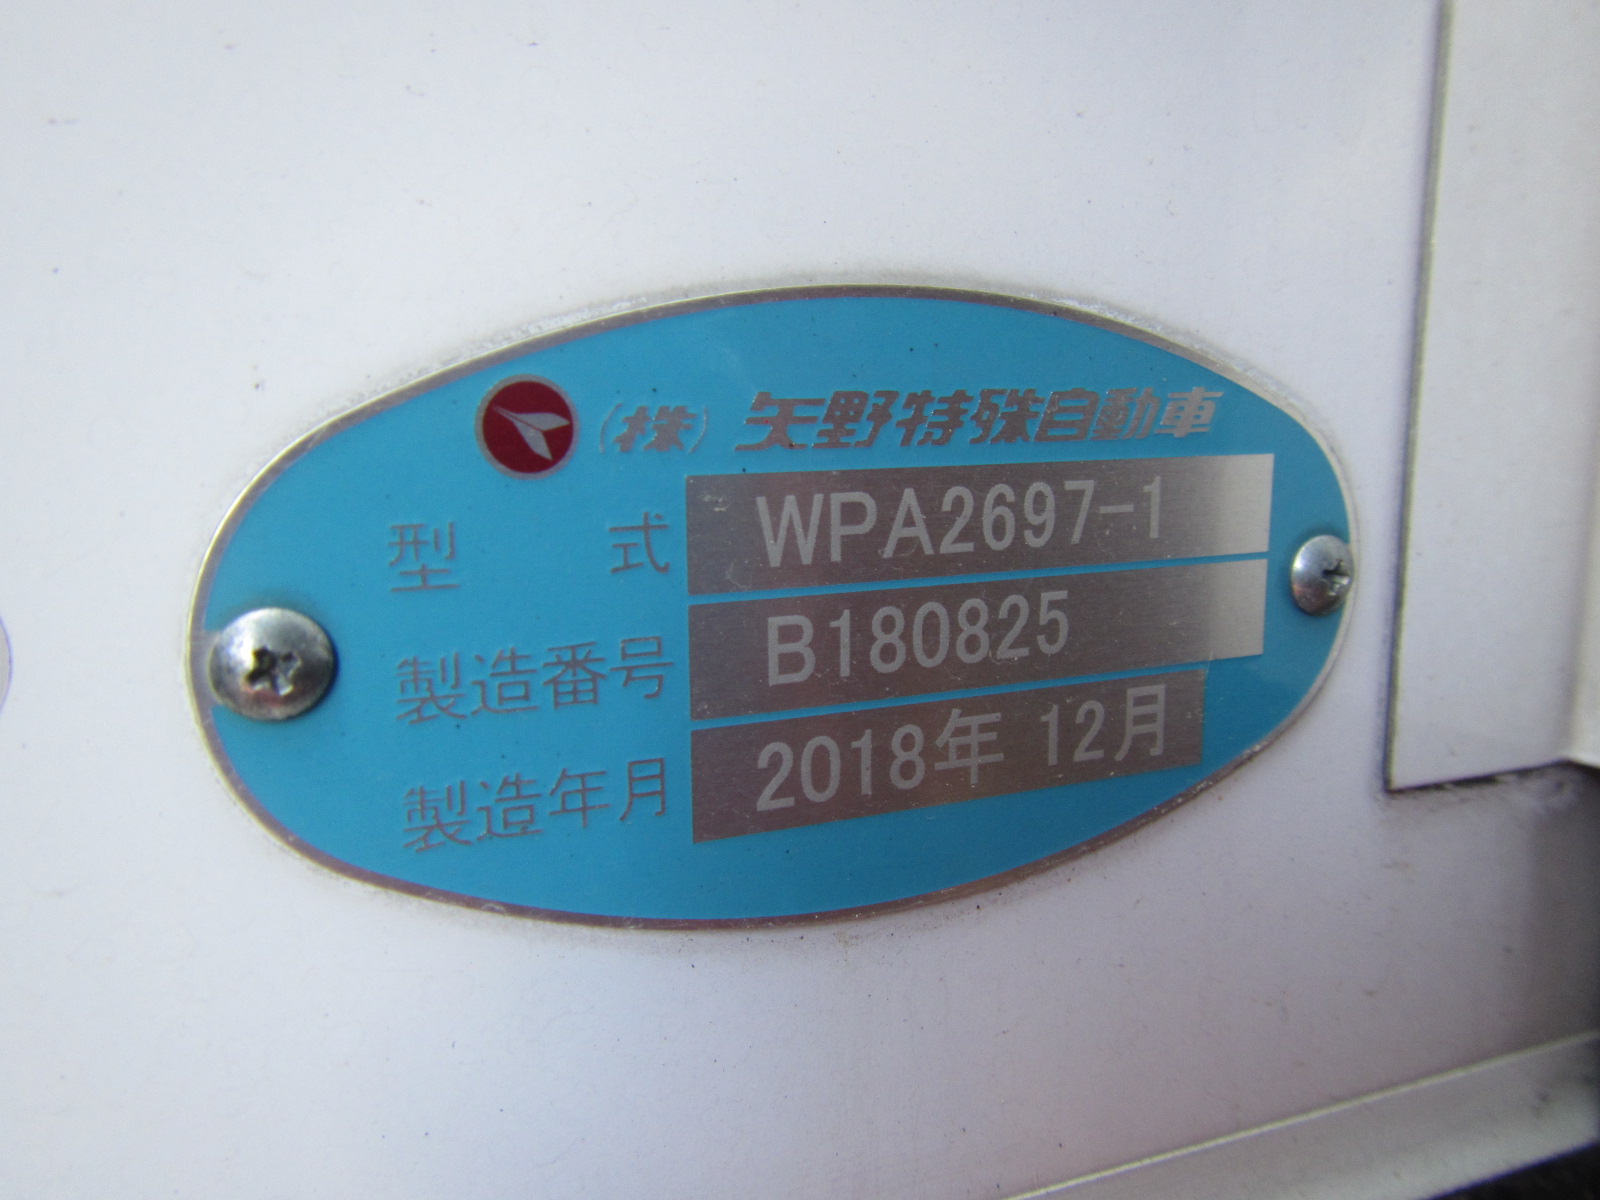 (株) 矢野特殊自動車
型式 WPA2697-1
製造番号 B180825
製造年月 2018年 12月